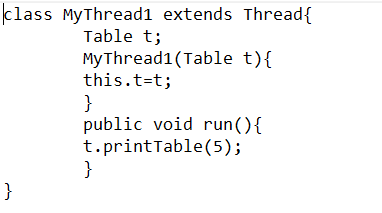 class MyThread1 extends Thread{
Table t;
MyThread1(Table t){
this.t=t;
}
public void run(){
t.printTable(5);
}
}